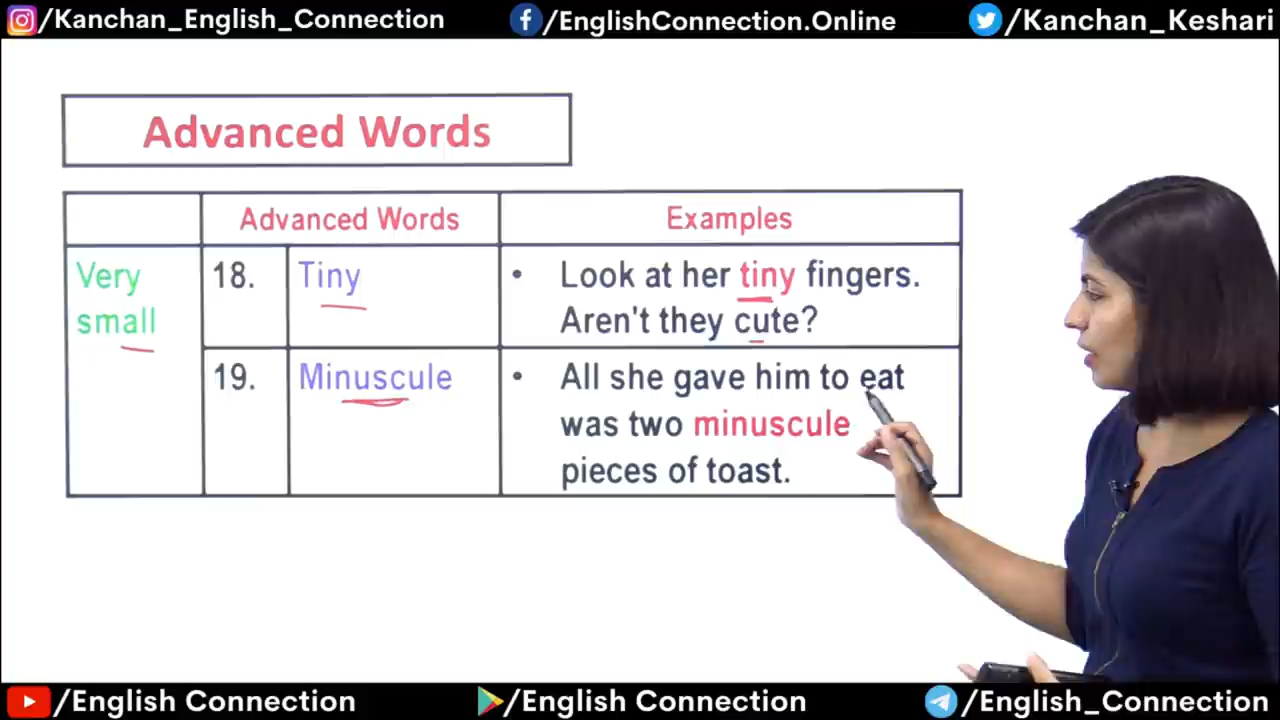 /Kanchan_English_Connection /EnglishConnection.Online /Kanchan_Keshari
Advanced Words
Advanced Words Examples
Very small 18. Tiny • Look at her tiny fingers.
Aren't they cute?
19. Minuscule • All she gave him to eat
was two minuscule
pieces of toast.
/English Connection /English Connection /English_Connection